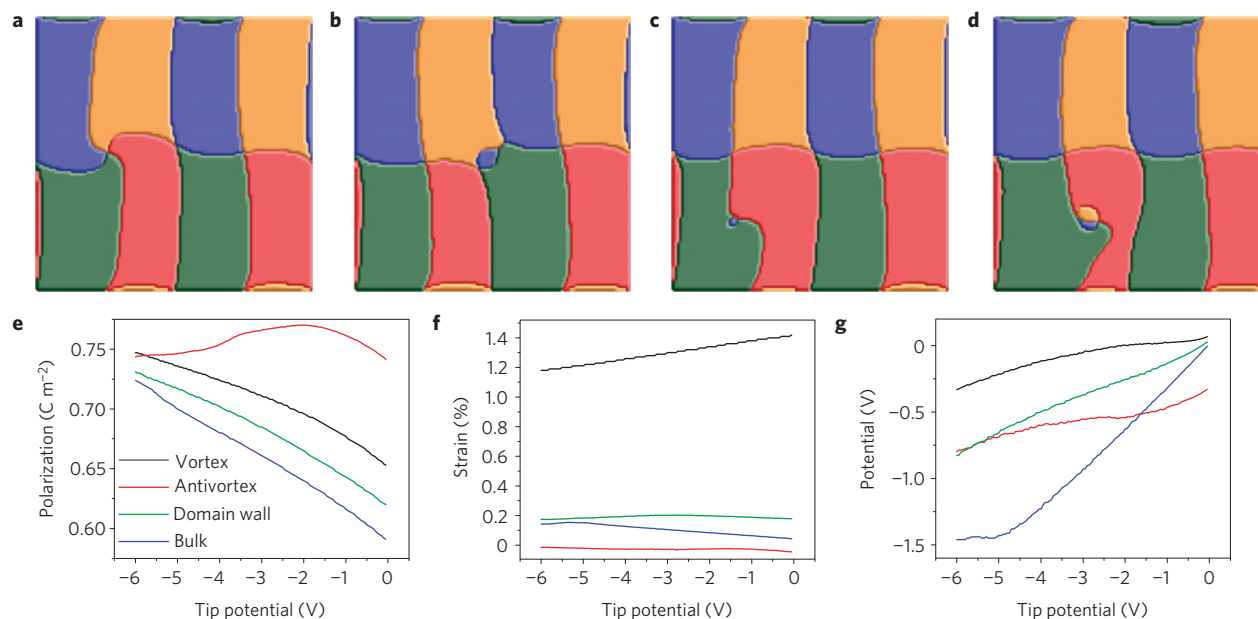 a b c d
e f g
Polarization (C m⁻²)
0.75
0.70
0.65
0.60
Vortex
Antivortex
Domain wall
Bulk
−6 −5 −4 −3 −2 −1 0
Tip potential (V)
Strain (%)
1.4
1.2
1.0
0.8
0.6
0.4
0.2
0
−6 −5 −4 −3 −2 −1 0
Tip potential (V)
Potential (V)
0
−0.5
−1.0
−1.5
−6 −5 −4 −3 −2 −1 0
Tip potential (V)